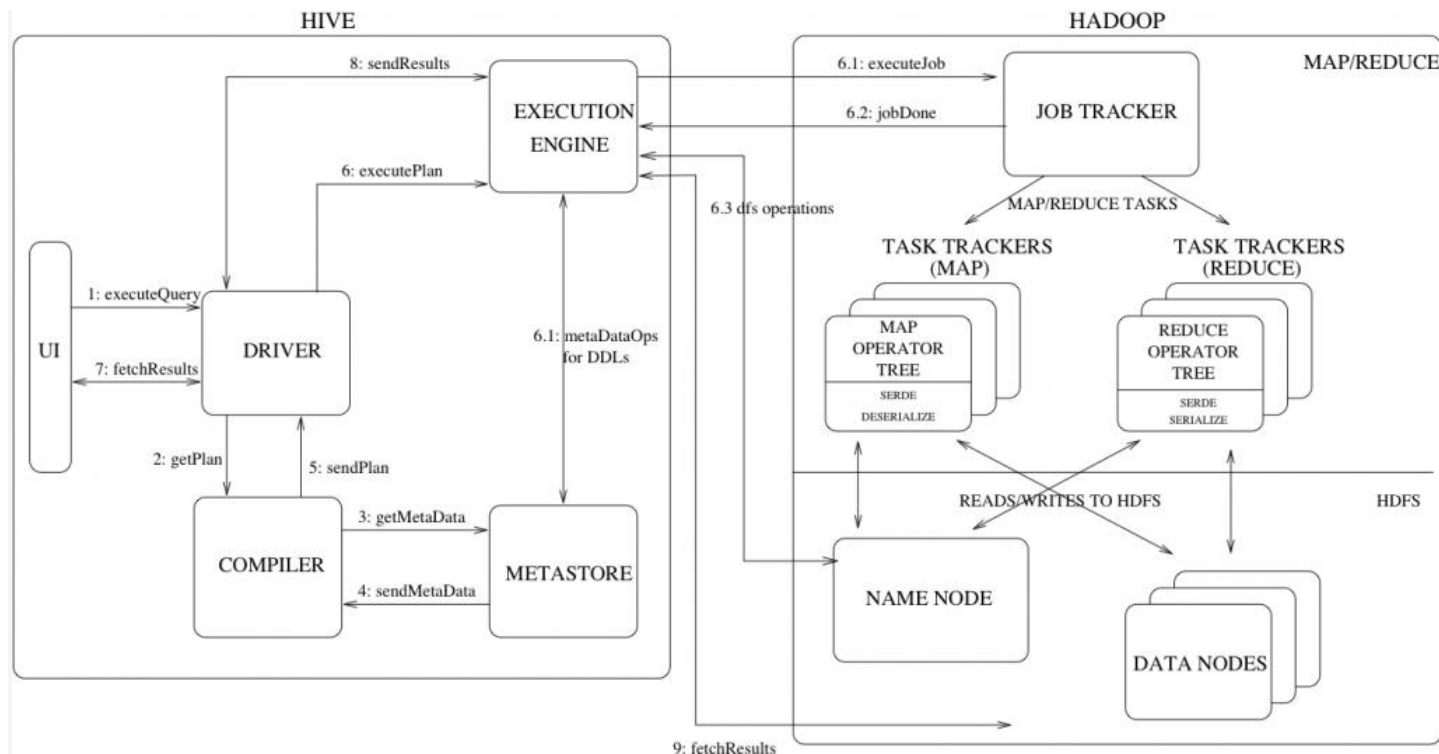 HIVE
HADOOP
MAP/REDUCE
8: sendResults
6.1: executeJob
EXECUTION
ENGINE
6.2: jobDone
JOB TRACKER
6: executePlan
6.3 dfs operations
MAP/REDUCE TASKS
TASK TRACKERS
(MAP)
TASK TRACKERS
(REDUCE)
UI
1: executeQuery
DRIVER
7: fetchResults
6.1: metaDataOps
for DDLs
MAP
OPERATOR
TREE
SERDE
DESERIALIZE
REDUCE
OPERATOR
TREE
SERDE
SERIALIZE
2: getPlan
5: sendPlan
READS/WRITES TO HDFS
HDFS
COMPILER
3: getMetaData
4: sendMetaData
METASTORE
NAME NODE
DATA NODES
9: fetchResults